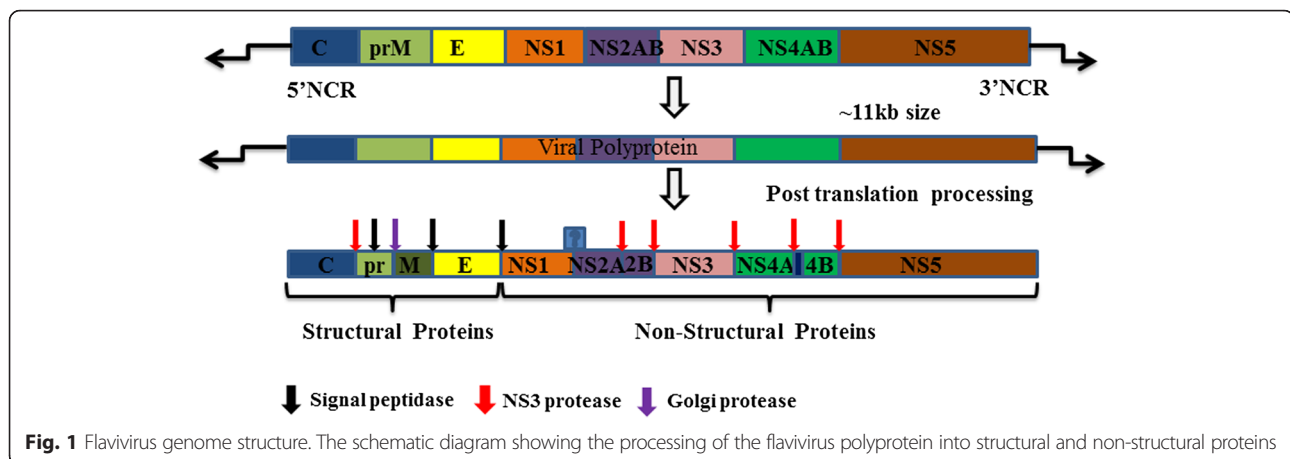 C prM E NS1 NS2AB NS3 NS4AB NS5
5'NCR 3'NCR
~11kb size
Viral Polyprotein
Post translation processing
C pr M E NS1 NS2A 2B NS3 NS4A 4B NS5
Structural Proteins Non-Structural Proteins
Signal peptidase NS3 protease Golgi protease
Fig. 1 Flavivirus genome structure. The schematic diagram showing the processing of the flavivirus polyprotein into structural and non-structural proteins